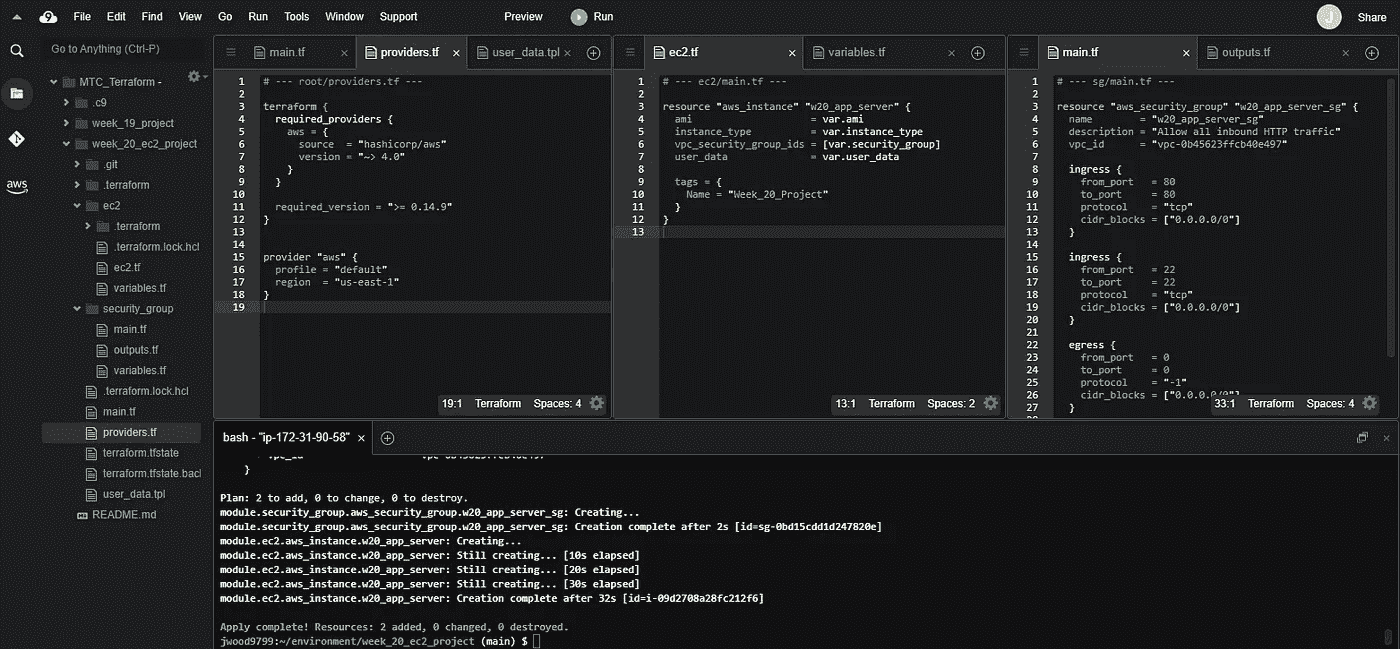 File Edit Find View Go Run Tools Window Support Preview Run J Share
Go to Anything (Ctrl-P)
aws
MTC_Terraform -
.c9
week_19_project
week_20_ec2_project
.git
.terraform
ec2
.terraform
.terraform.lock.hcl
ec2.tf
variables.tf
security_group
main.tf
outputs.tf
variables.tf
.terraform.lock.hcl
main.tf
providers.tf
terraform.tfstate
terraform.tfstate.bacl
user_data.tpl
README.md
main.tf × providers.tf × user_data.tpl ×
1 # --- root/providers.tf ---
2
3 terraform {
4 required_providers {
5 aws = {
6 source = "hashicorp/aws"
7 version = "~> 4.0"
8 }
9 }
10
11 required_version = ">= 0.14.9"
12 }
13
14
15 provider "aws" {
16 profile = "default"
17 region = "us-east-1"
18 }
19
19:1 Terraform Spaces: 4
ec2.tf × variables.tf ×
1 # --- ec2/main.tf ---
2
3 resource "aws_instance" "w20_app_server" {
4 ami = var.ami
5 instance_type = var.instance_type
6 vpc_security_group_ids = [var.security_group]
7 user_data = var.user_data
8
9 tags = {
10 Name = "Week_20_Project"
11 }
12 }
13
13:1 Terraform Spaces: 2
main.tf × outputs.tf ×
1 # --- sg/main.tf ---
2
3 resource "aws_security_group" "w20_app_server_sg" {
4 name = "w20_app_server_sg"
5 description = "Allow all inbound HTTP traffic"
6 vpc_id = "vpc-0b45623ffcb40e497"
7
8 ingress {
9 from_port = 80
10 to_port = 80
11 protocol = "tcp"
12 cidr_blocks = ["0.0.0.0/0"]
13 }
14
15 ingress {
16 from_port = 22
17 to_port = 22
18 protocol = "tcp"
19 cidr_blocks = ["0.0.0.0/0"]
20 }
21
22 egress {
23 from_port = 0
24 to_port = 0
25 protocol = "-1"
26 cidr_blocks = ["0.0.0.0/0"]
27 }
33:1 Terraform Spaces: 4
bash - "ip-172-31-90-58" ×
}
Plan: 2 to add, 0 to change, 0 to destroy.
module.security_group.aws_security_group.w20_app_server_sg: Creating...
module.security_group.aws_security_group.w20_app_server_sg: Creation complete after 2s [id=sg-0bd15cdd1d247820e]
module.ec2.aws_instance.w20_app_server: Creating...
module.ec2.aws_instance.w20_app_server: Still creating... [10s elapsed]
module.ec2.aws_instance.w20_app_server: Still creating... [20s elapsed]
module.ec2.aws_instance.w20_app_server: Still creating... [30s elapsed]
module.ec2.aws_instance.w20_app_server: Creation complete after 32s [id=i-09d2708a28fc212f6]
Apply complete! Resources: 2 added, 0 changed, 0 destroyed.
jwood9799:~/environment/week_20_ec2_project (main) $